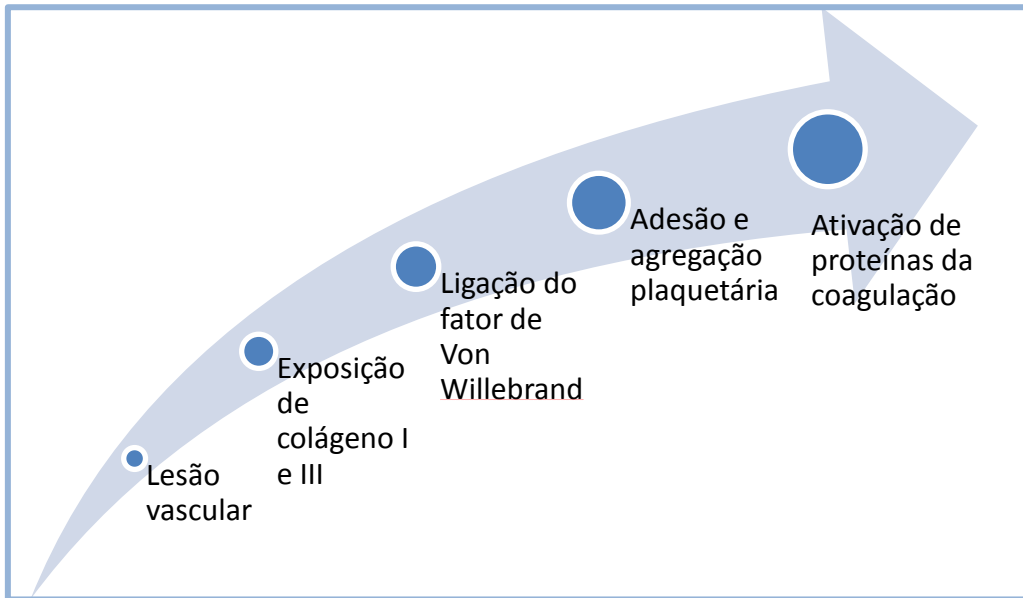 Lesão
vascular
Exposição
de
colágeno I
e III
Ligação do
fator de
Von
Willebrand
Adesão e
agregação
plaquetária
Ativação de
proteínas da
coagulação